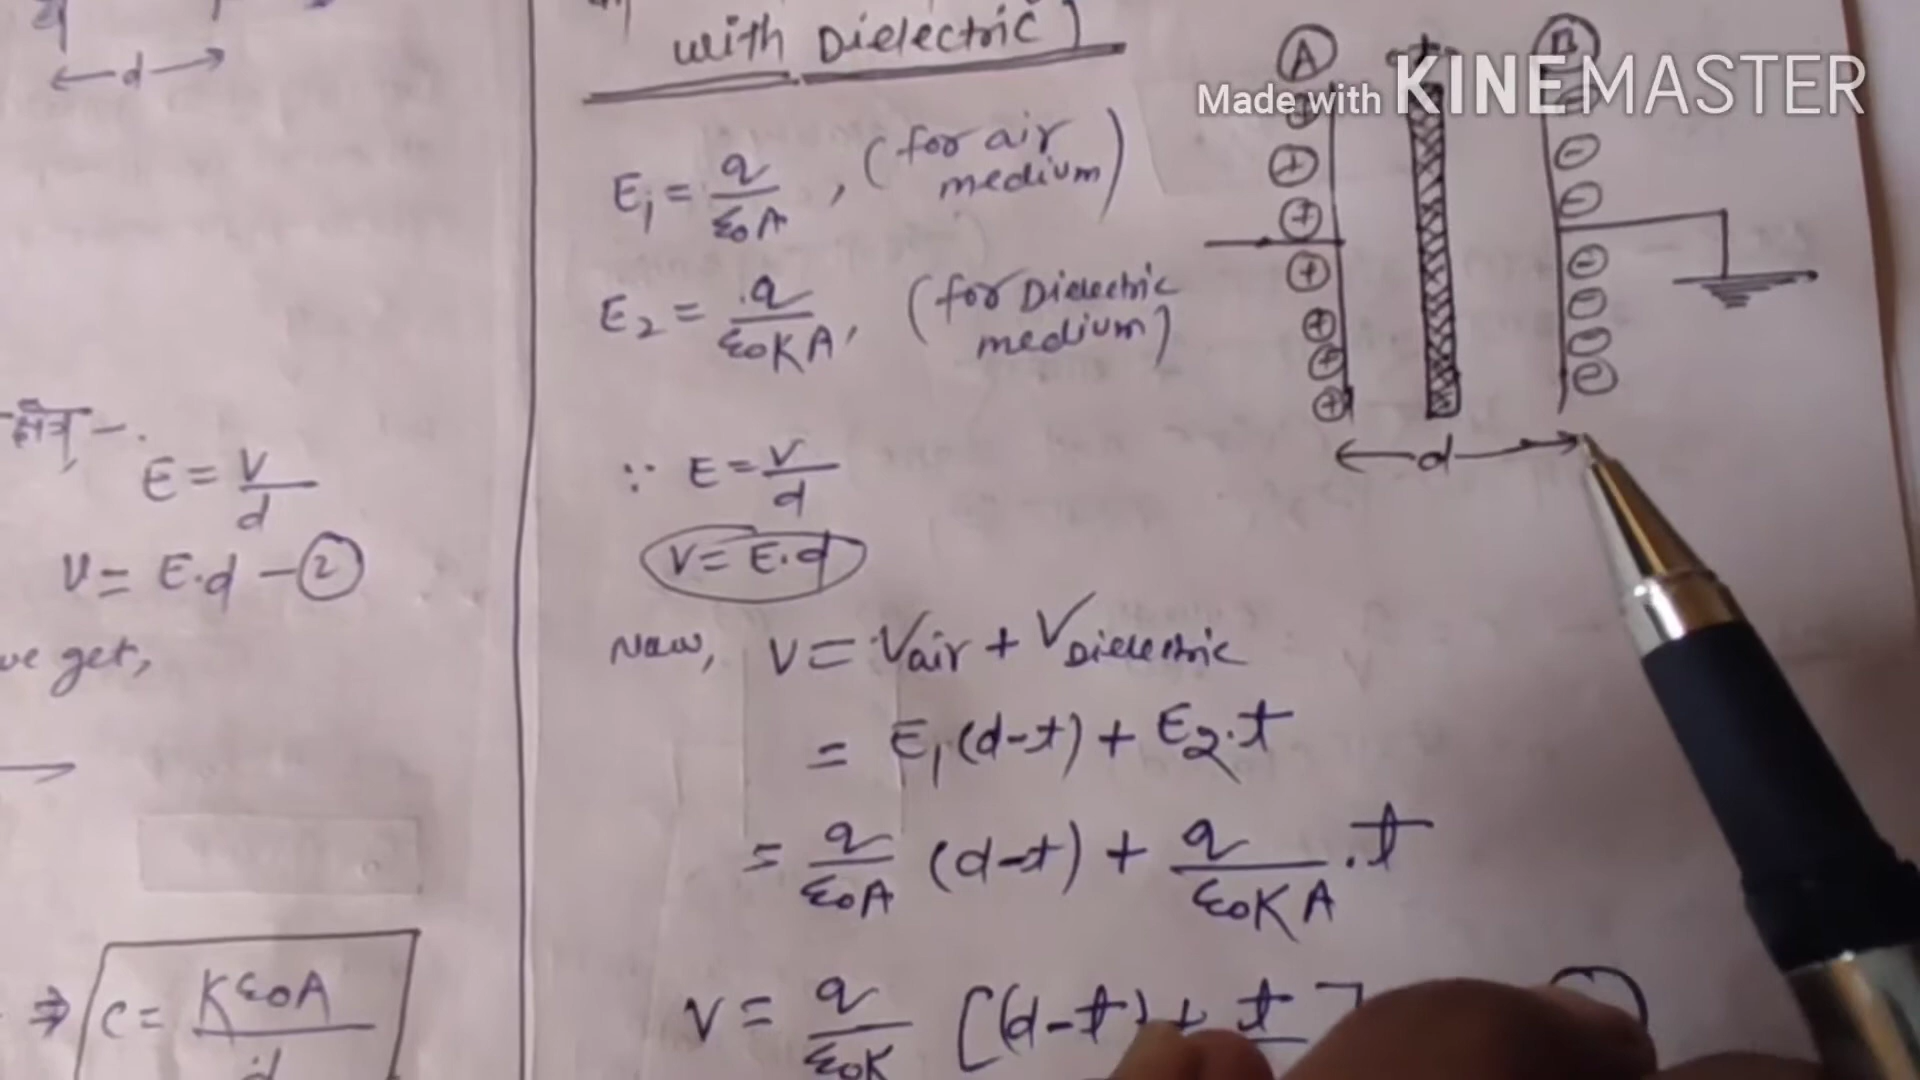 ← d →
E = V/d
V = E.d - ②
we get,
⇒ C = Kε₀A/d
with Dielectric)
E₁ = q/ε₀A , (for air medium)
E₂ = q/ε₀KA , (for Dielectric medium)
∵ E = V/d
V = E.d
Now, V = Vair + VDielectric
= E₁(d-t) + E₂.t
= q/ε₀A (d-t) + q/ε₀KA .t
V = q/ε₀K [(d-t) + t
A t B
+ + + + + + +
- - - - - -
← d →
Made with KINEMASTER